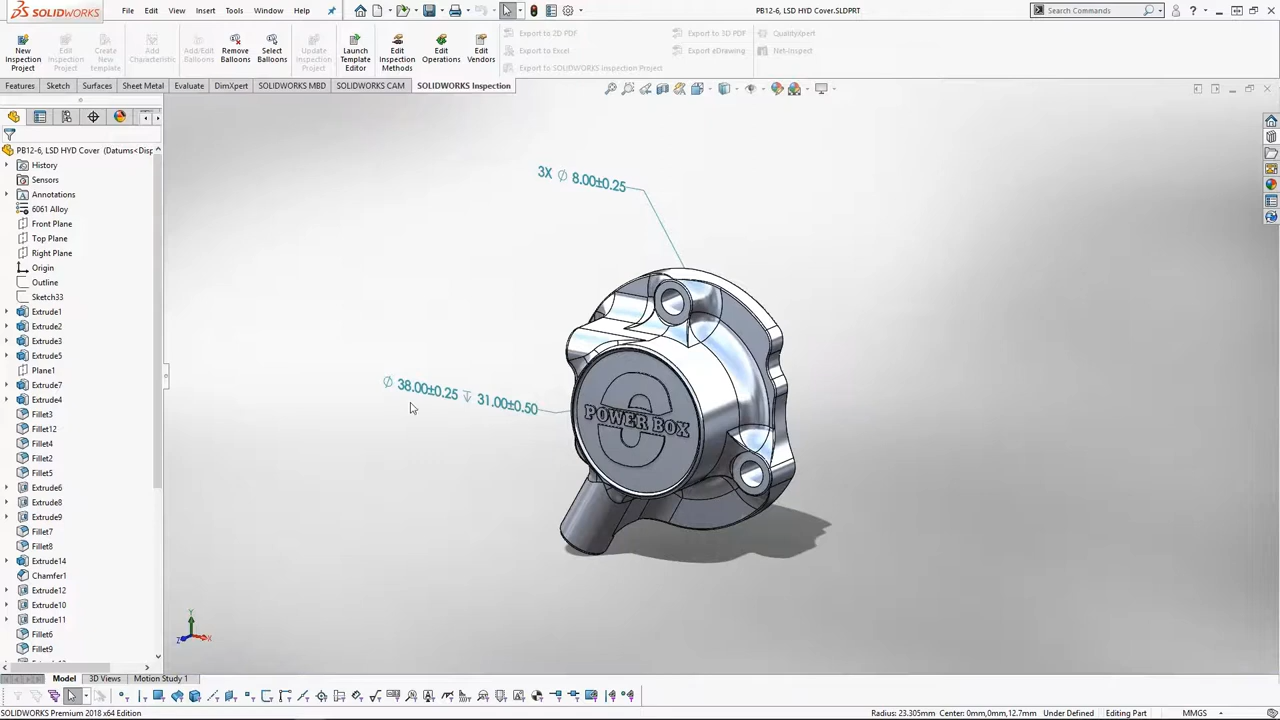 SOLIDWORKS File Edit View Insert Tools Window Help PB12-6, LSD HYD Cover.SLDPRT Search Commands
New Inspection Project
Edit Inspection Project
Create New template
Add Characteristic
Add/Edit Balloons
Remove Balloons
Select Balloons
Update Inspection Project
Launch Template Editor
Edit Inspection Methods
Edit Operations
Edit Vendors
Export to 2D PDF
Export to Excel
Export to SOLIDWORKS Inspection Project
Export to 3D PDF
Export eDrawing
QualityXpert
Net-Inspect
Features Sketch Surfaces Sheet Metal Evaluate DimXpert SOLIDWORKS MBD SOLIDWORKS CAM SOLIDWORKS Inspection
PB12-6, LSD HYD Cover (Datums<Disp
History
Sensors
Annotations
6061 Alloy
Front Plane
Top Plane
Right Plane
Origin
Outline
Sketch33
Extrude1
Extrude2
Extrude3
Extrude5
Plane1
Extrude7
Extrude4
Fillet3
Fillet12
Fillet4
Fillet2
Fillet5
Extrude6
Extrude8
Extrude9
Fillet7
Fillet8
Extrude14
Chamfer1
Extrude12
Extrude10
Extrude11
Fillet6
Fillet9
3X ∅ 8.00±0.25
∅ 38.00±0.25 ↧ 31.00±0.50
POWER BOX
Y
Z X
Model 3D Views Motion Study 1
SOLIDWORKS Premium 2018 x64 Edition Radius: 23.305mm Center: 0mm,0mm,12.7mm Under Defined Editing Part MMGS